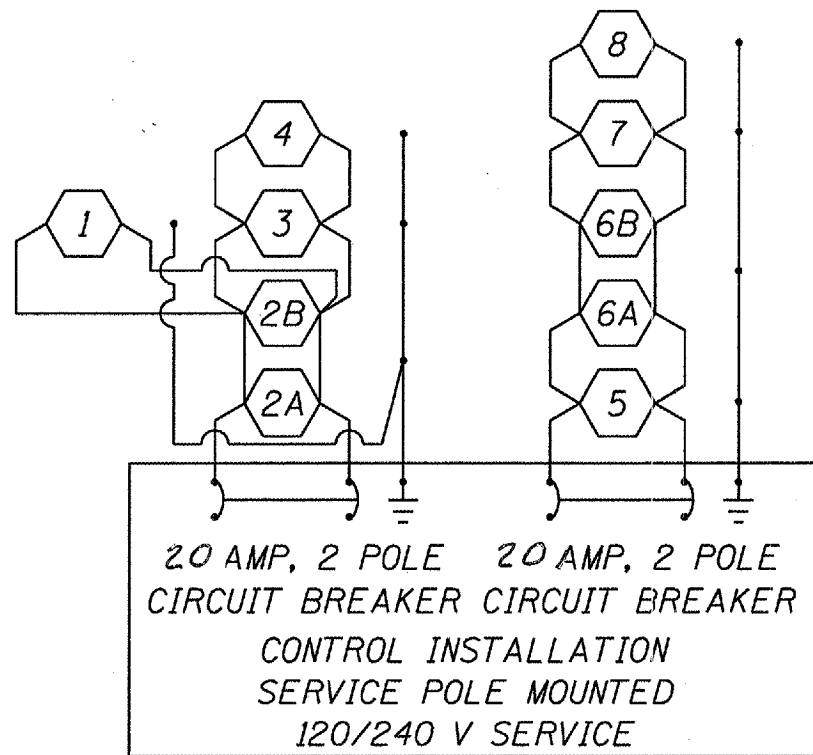 8
4
7
1
3
6B
2B
6A
2A
5
20 AMP, 2 POLE 20 AMP, 2 POLE
CIRCUIT BREAKER CIRCUIT BREAKER
CONTROL INSTALLATION
SERVICE POLE MOUNTED
120/240 V SERVICE